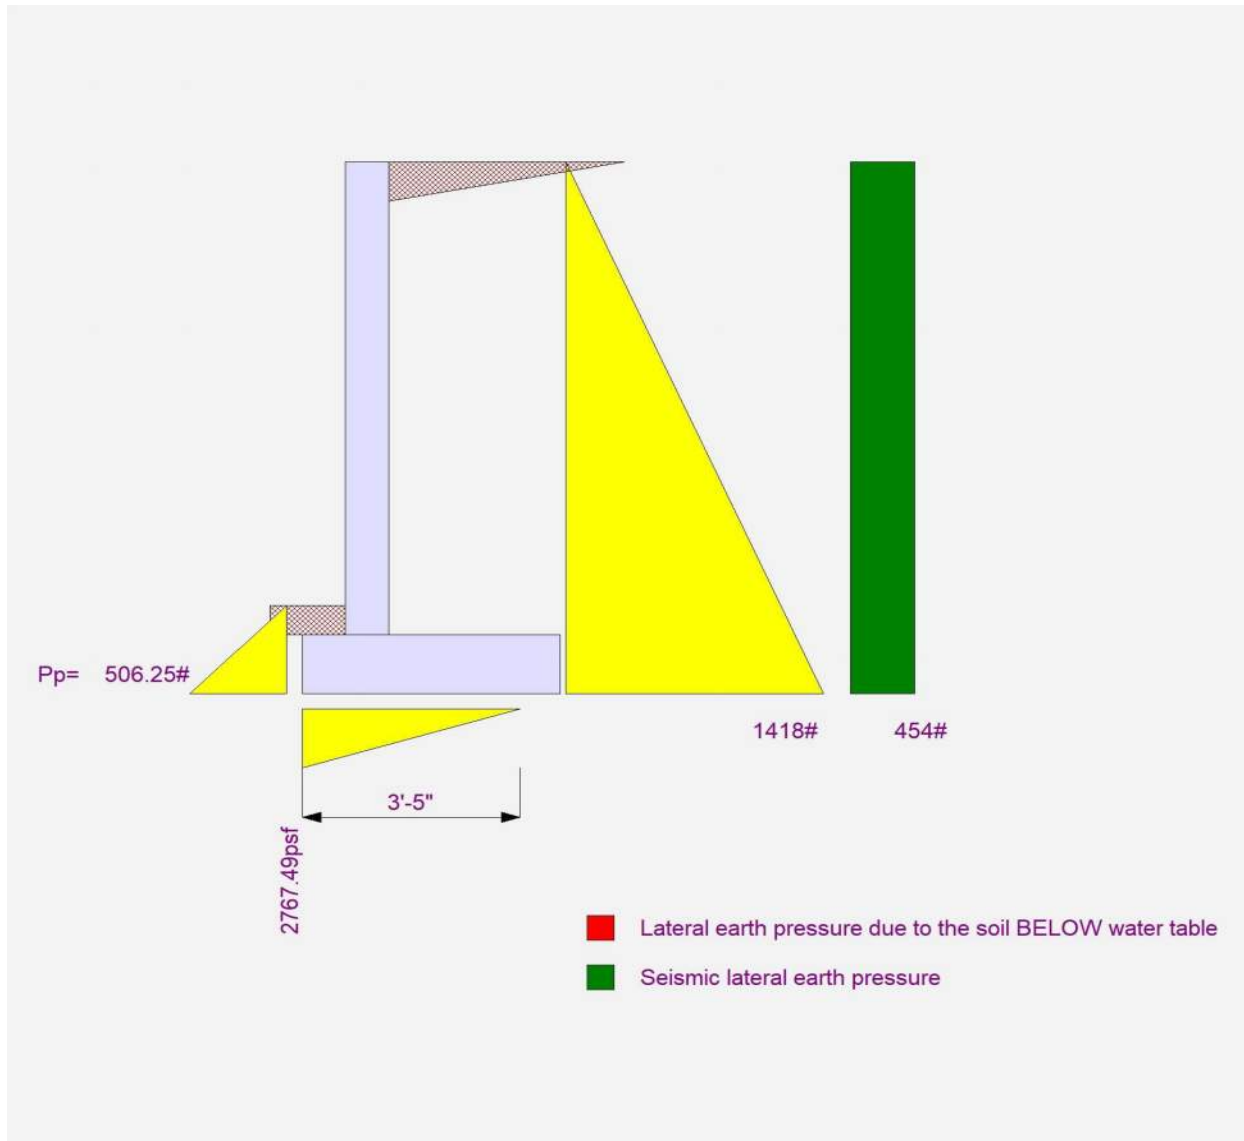 Pp= 506.25#
1418# 454#
3'-5"
2767.49psf
Lateral earth pressure due to the soil BELOW water table
Seismic lateral earth pressure